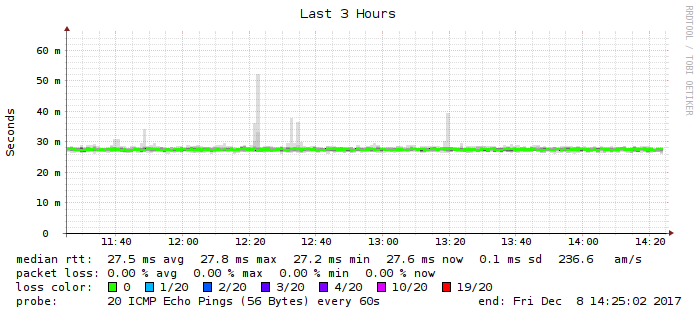 Last 3 Hours
RRDTOOL / TOBI OETIKER
Seconds
60 m
50 m
40 m
30 m
20 m
10 m
0
11:40 12:00 12:20 12:40 13:00 13:20 13:40 14:00 14:20
median rtt: 27.5 ms avg 27.8 ms max 27.2 ms min 27.6 ms now 0.1 ms sd 236.6 am/s
packet loss: 0.00 % avg 0.00 % max 0.00 % min 0.00 % now
loss color: 0 1/20 2/20 3/20 4/20 10/20 19/20
probe: 20 ICMP Echo Pings (56 Bytes) every 60s end: Fri Dec 8 14:25:02 2017